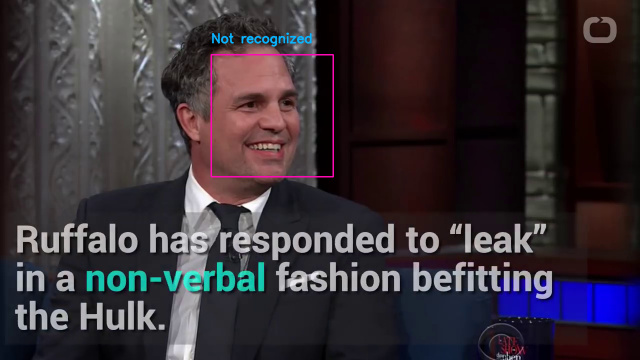 Not recognized
Ruffalo has responded to “leak”
in a non-verbal fashion befitting
the Hulk.